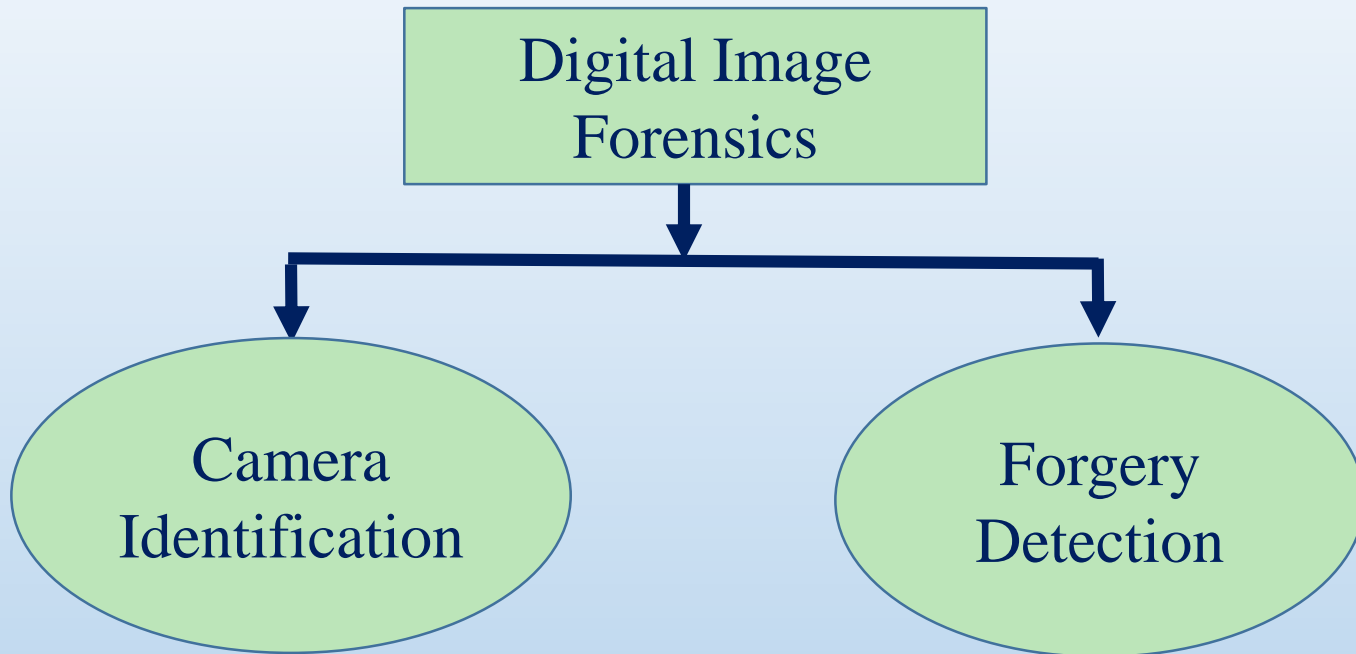 Digital Image
Forensics
Camera
Identification
Forgery
Detection